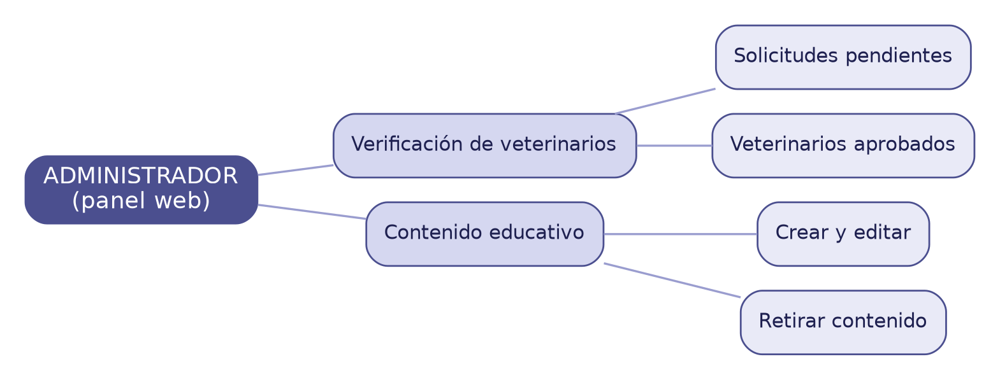 ADMINISTRADOR
(panel web)
Verificación de veterinarios
Solicitudes pendientes
Veterinarios aprobados
Contenido educativo
Crear y editar
Retirar contenido